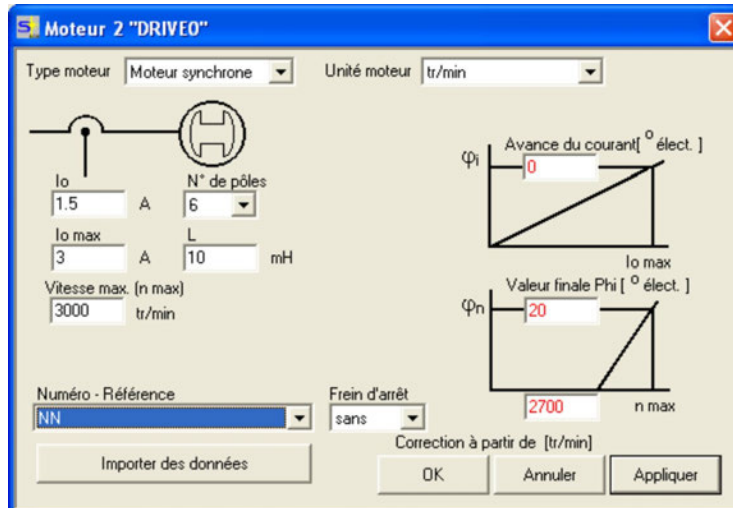 Moteur 2 "DRIVE0"
Type moteur Moteur synchrone Unité moteur tr/min
φi Avance du courant[ ° élect. ]
0
Io N° de pôles
1.5 A 6
Io max L
3 A 10 mH
Io max
Vitesse max. (n max)
3000 tr/min
Valeur finale Phi [ ° élect. ]
φn 20
Numéro - Référence Frein d'arrêt
NN sans
2700 n max
Correction à partir de [tr/min]
Importer des données OK Annuler Appliquer